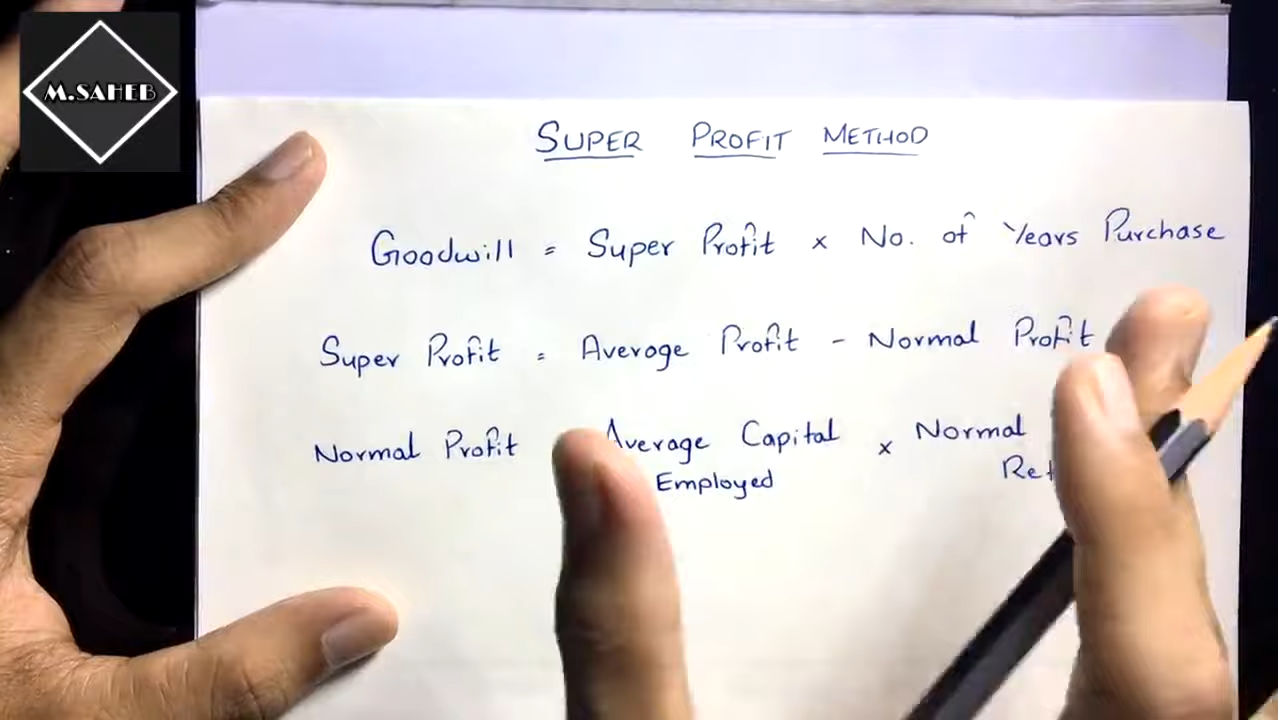 M.SAHEB
SUPER PROFIT METHOD
Goodwill = Super Profit x No. of Years Purchase
Super Profit = Average Profit - Normal Profit
Normal Profit Average Capital x Normal
Employed